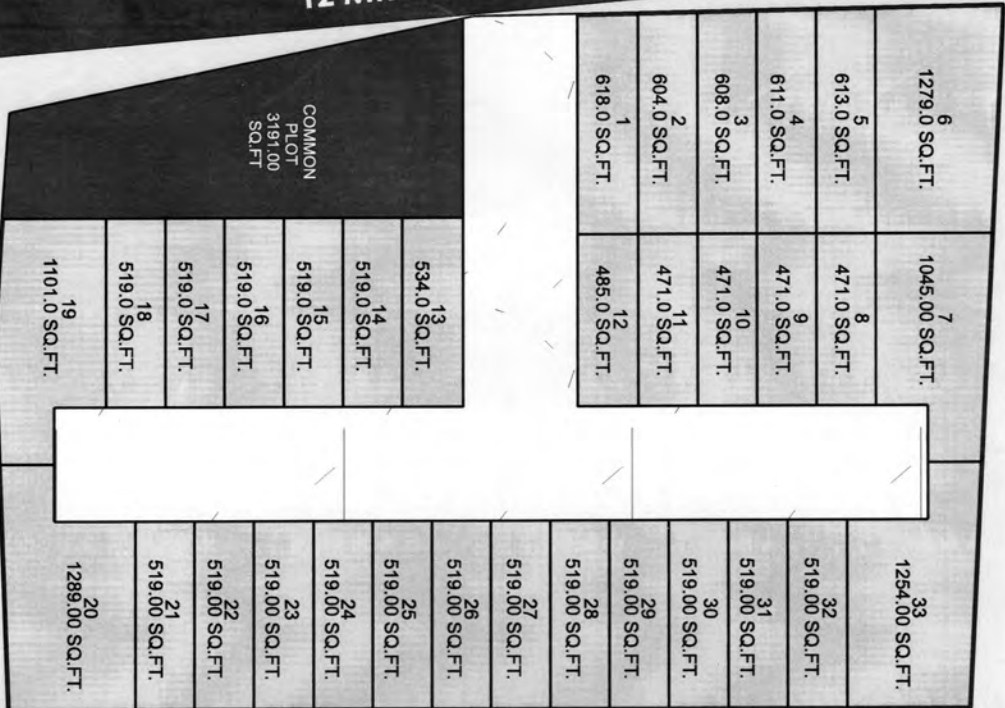 COMMON
PLOT
3191.00
SQ.FT
1
618.0 SQ.FT.
2
604.0 SQ.FT.
3
608.0 SQ.FT.
4
611.0 SQ.FT.
5
613.0 SQ.FT.
6
1279.0 SQ.FT.
7
1045.00 SQ.FT.
8
471.0 SQ.FT.
9
471.0 SQ.FT.
10
471.0 SQ.FT.
11
471.0 SQ.FT.
12
485.0 SQ.FT.
13
534.0 SQ.FT.
14
519.0 SQ.FT.
15
519.0 SQ.FT.
16
519.0 SQ.FT.
17
519.0 SQ.FT.
18
519.0 SQ.FT.
19
1101.0 SQ.FT.
20
1289.00 SQ.FT.
21
519.00 SQ.FT.
22
519.00 SQ.FT.
23
519.00 SQ.FT.
24
519.00 SQ.FT.
25
519.00 SQ.FT.
26
519.00 SQ.FT.
27
519.00 SQ.FT.
28
519.00 SQ.FT.
29
519.00 SQ.FT.
30
519.00 SQ.FT.
31
519.00 SQ.FT.
32
519.00 SQ.FT.
33
1254.00 SQ.FT.